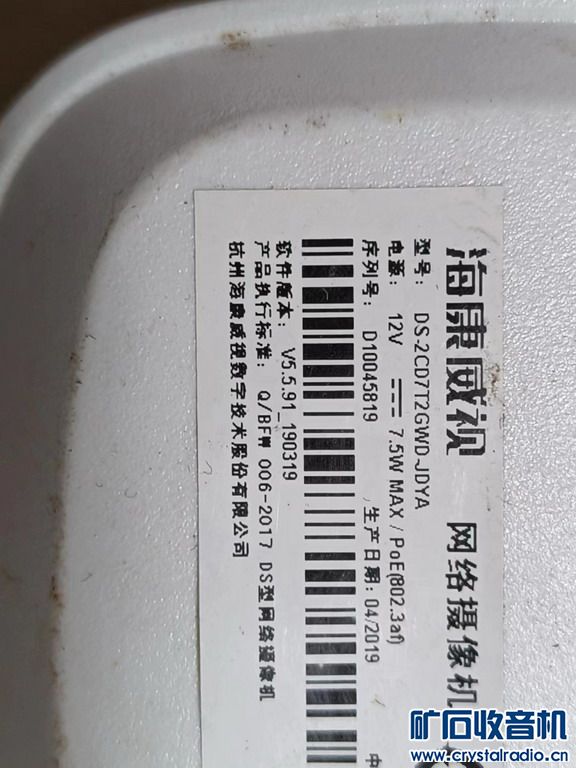 海康威视 网络摄像机
型号: DS-2CD7T2GWD-JDYA
电源: 12V 7.5W MAX / PoE(802.3af)
序列号: D10045819 生产日期: 04/2019 中
软件版本: V5.5.91_190319
产品执行标准: Q/BFW 006-2017 DS型网络摄像机
杭州海康威视数字技术股份有限公司
矿石收音机
www.crystalradio.cn